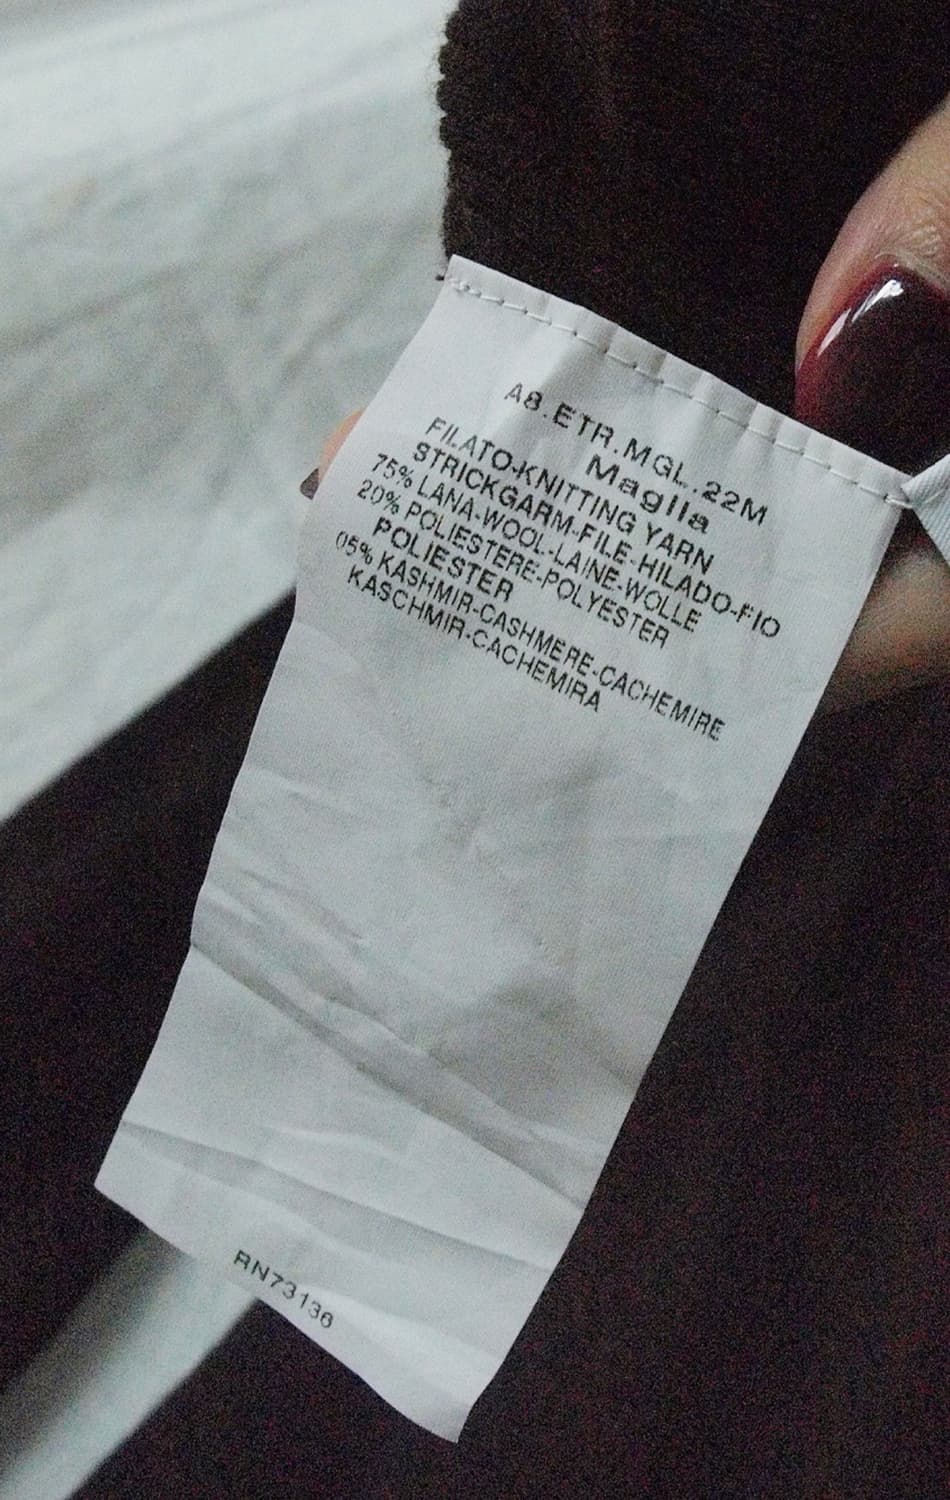 A8.ETR.MGL.22M
Maglia
FILATO-KNITTING YARN
STRICKGARM-FILE-HILADO-FIO
75% LANA-WOOL-LAINE-WOLLE
20% POLIESTERE-POLYESTER
POLIESTER
05% KASHMIR-CASHMERE-CACHEMIRE
KASCHMIR-CACHEMIRA
RN73136